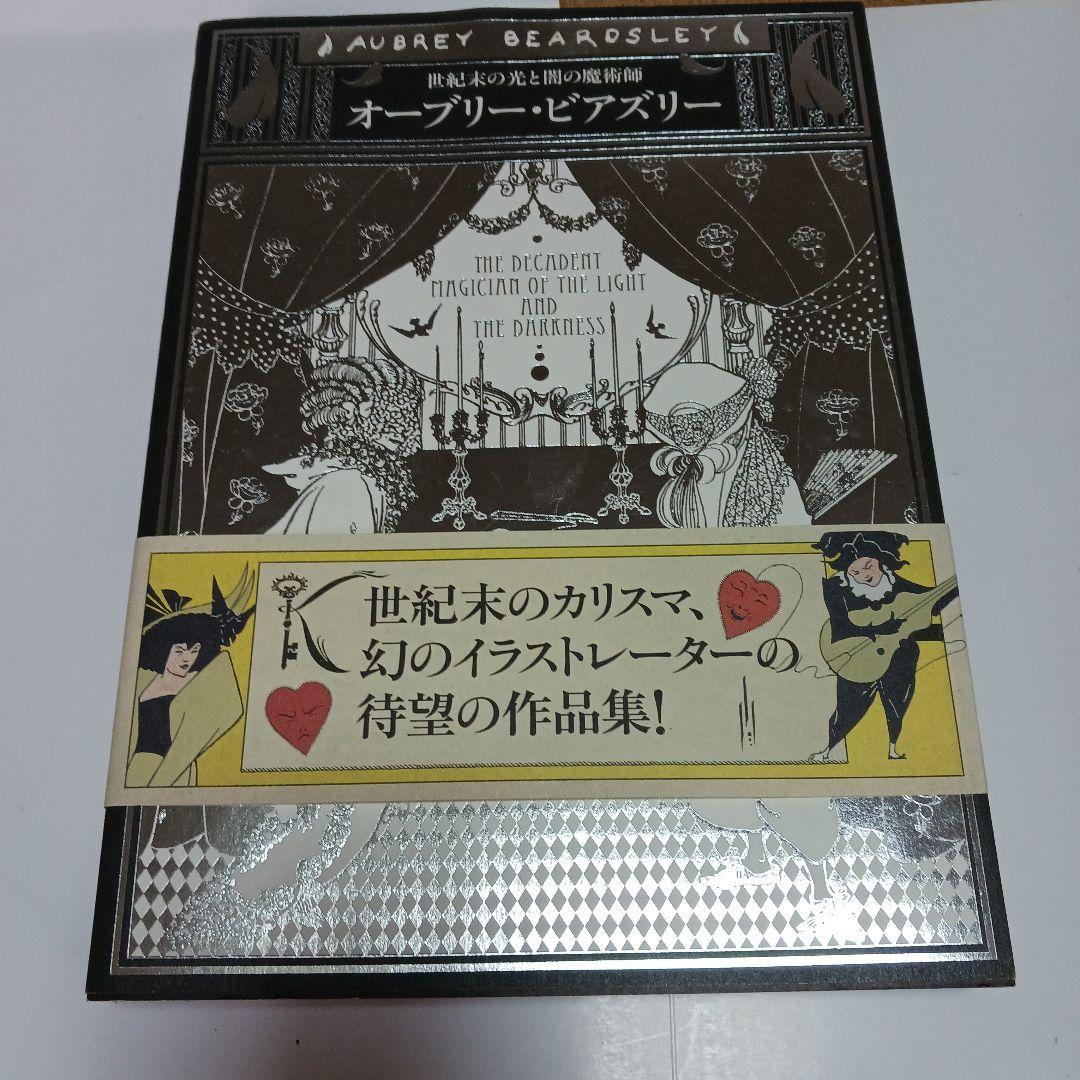 AUBREY BEARDSLEY
世紀末の光と闇の魔術師
オーブリー・ビアズリー
THE DECADENT
MAGICIAN OF THE LIGHT
AND
THE DARKNESS
世紀末のカリスマ、
幻のイラストレーターの
待望の作品集!